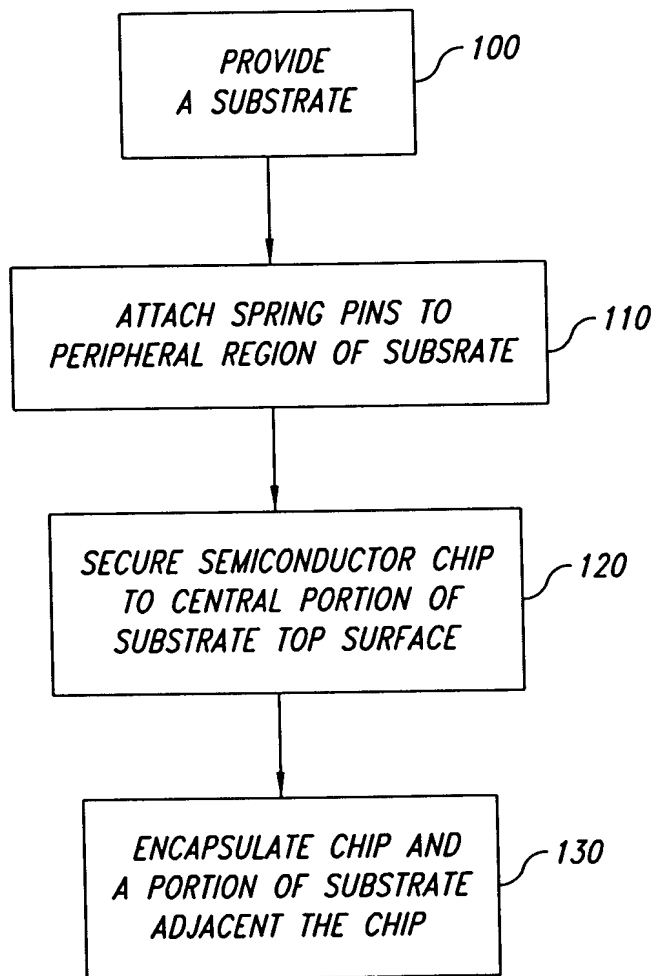 PROVIDE
A SUBSTRATE
100
ATTACH SPRING PINS TO
PERIPHERAL REGION OF SUBSRATE
110
SECURE SEMICONDUCTOR CHIP
TO CENTRAL PORTION OF
SUBSTRATE TOP SURFACE
120
ENCAPSULATE CHIP AND
A PORTION OF SUBSTRATE
ADJACENT THE CHIP
130